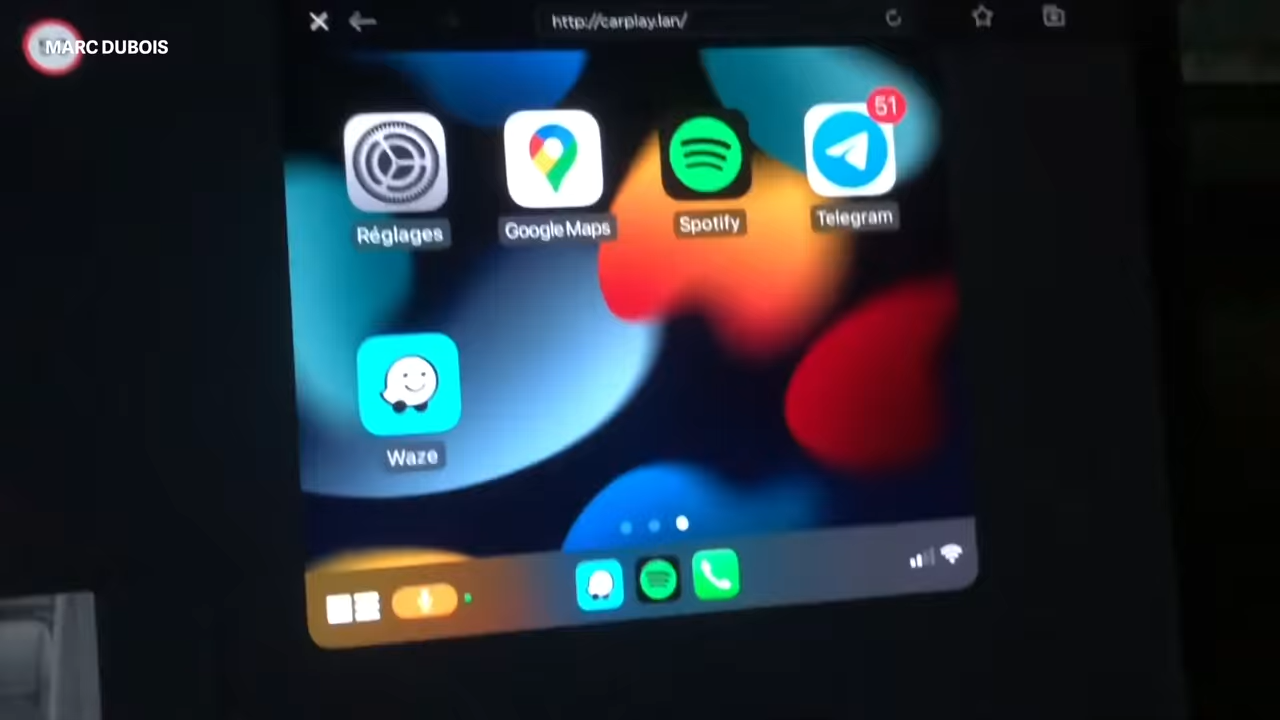 MARC DUBOIS
http://carplay.lan/
51
Réglages
Google Maps
Spotify
Telegram
Waze